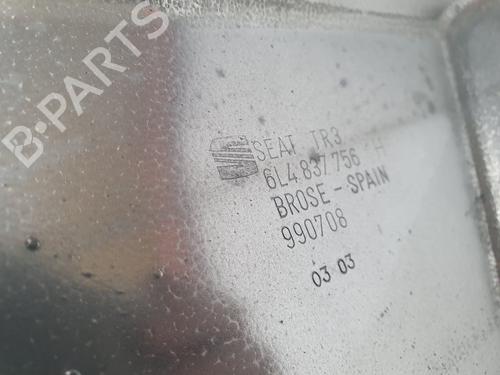 B-PARTS
SEAT TR3
6L4 837 756 H
BROSE - SPAIN
990708
03 03